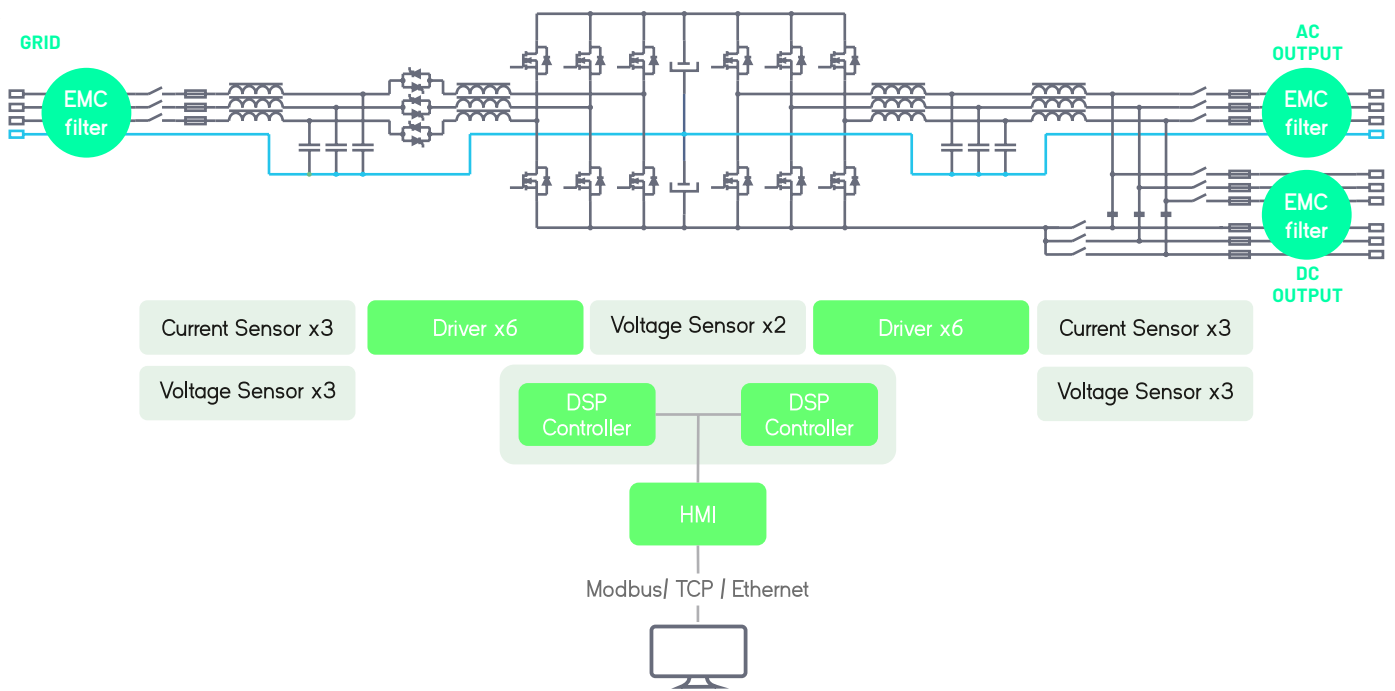 GRID
EMC
filter
AC
OUTPUT
EMC
filter
EMC
filter
DC
OUTPUT
Current Sensor x3
Driver x6
Voltage Sensor x2
Driver x6
Current Sensor x3
Voltage Sensor x3
DSP
Controller
DSP
Controller
Voltage Sensor x3
HMI
Modbus/ TCP / Ethernet